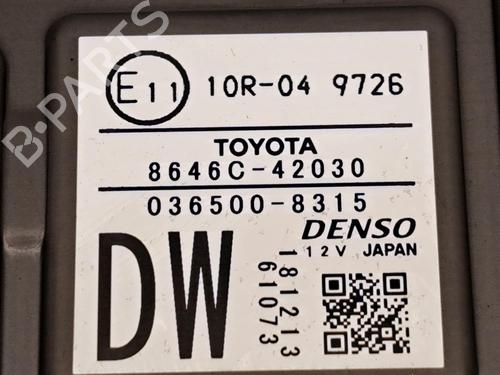 E11 10R-04 9726
TOYOTA
8646C-42030
036500-8315
DENSO
12V JAPAN
DW
181213
61073
B-PARTS